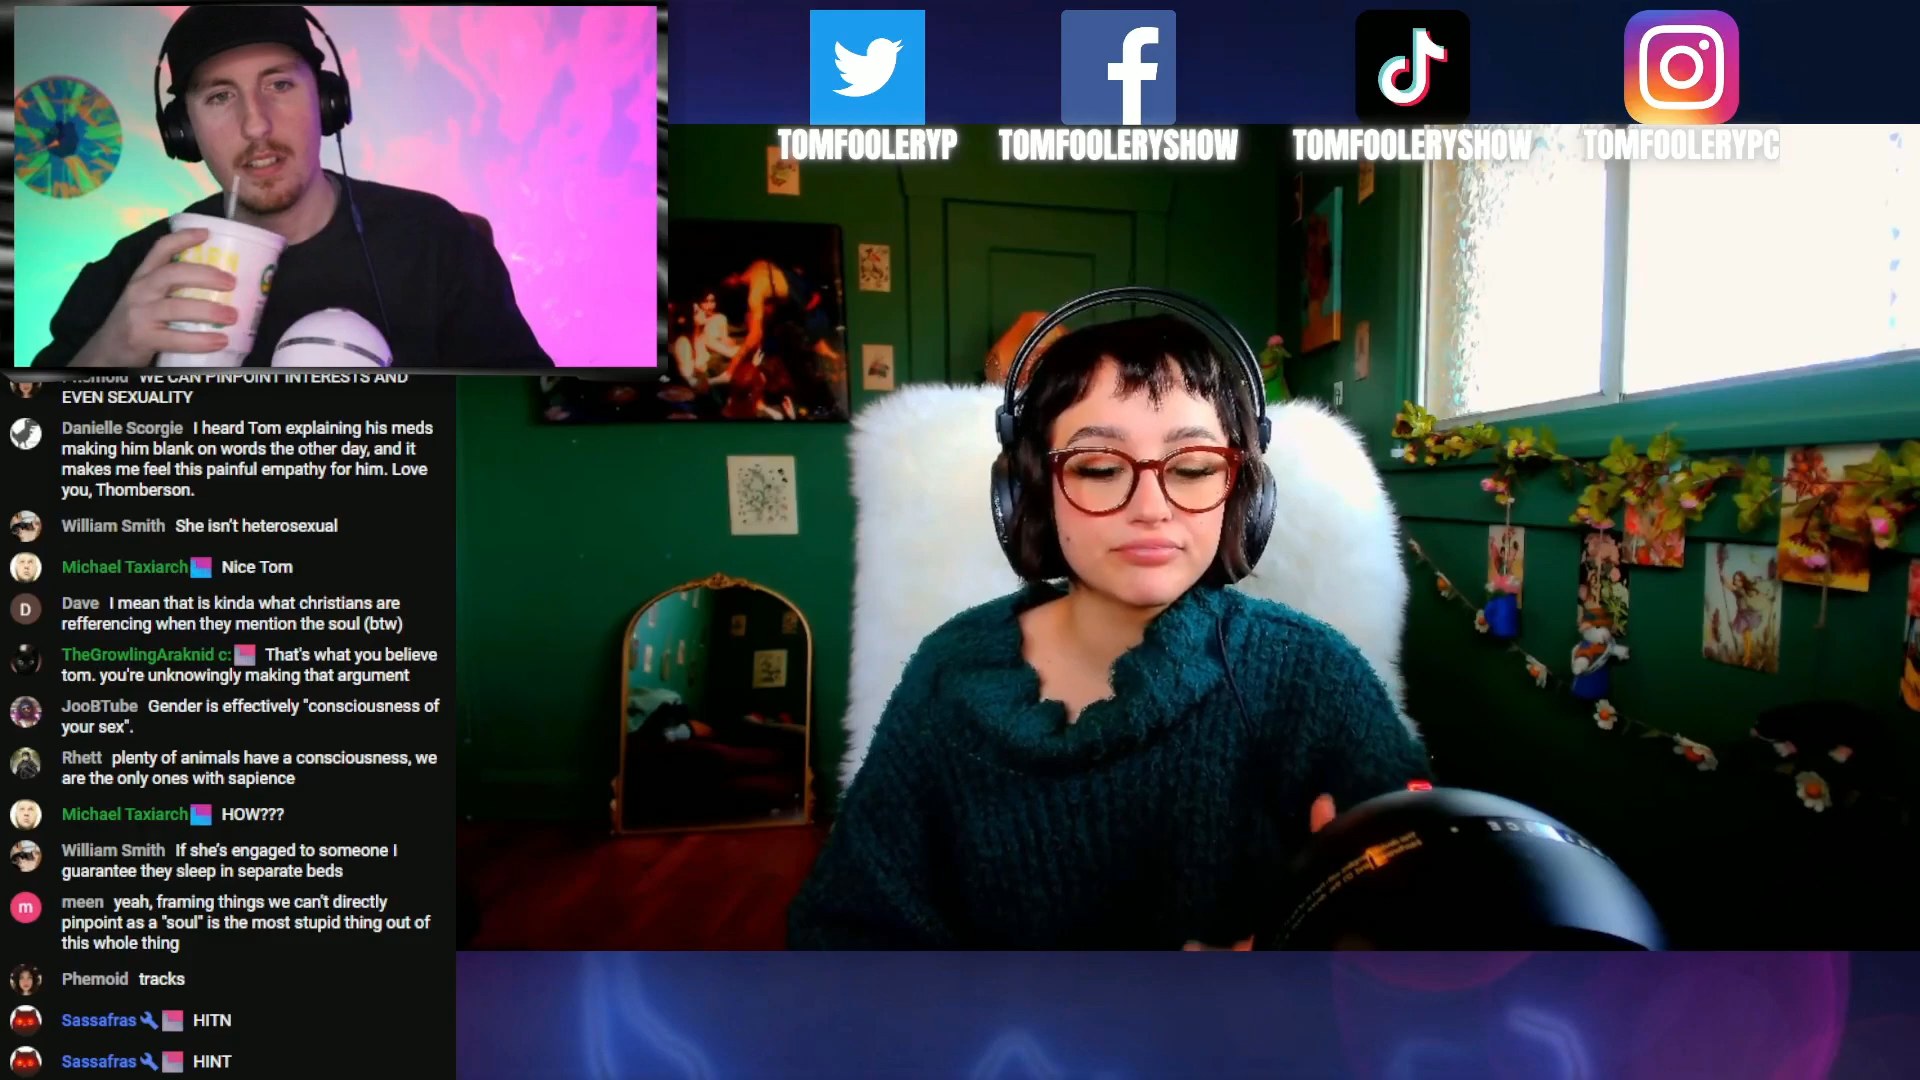 TOMFOOLERYP
TOMFOOLERYSHOW
TOMFOOLERYSHOW
TOMFOOLERYPC
Phemoid WE CAN PINPOINT INTERESTS AND
EVEN SEXUALITY
Danielle Scorgie I heard Tom explaining his meds
making him blank on words the other day, and it
makes me feel this painful empathy for him. Love
you, Thomberson.
William Smith She isn't heterosexual
Michael Taxiarch Nice Tom
D
Dave I mean that is kinda what christians are
refferencing when they mention the soul (btw)
TheGrowlingAraknid c: That's what you believe
tom. you're unknowingly making that argument
JooBTube Gender is effectively "consciousness of
your sex".
Rhett plenty of animals have a consciousness, we
are the only ones with sapience
Michael Taxiarch HOW???
William Smith If she's engaged to someone I
guarantee they sleep in separate beds
m
meen yeah, framing things we can't directly
pinpoint as a "soul" is the most stupid thing out of
this whole thing
Phemoid tracks
Sassafras HITN
Sassafras HINT